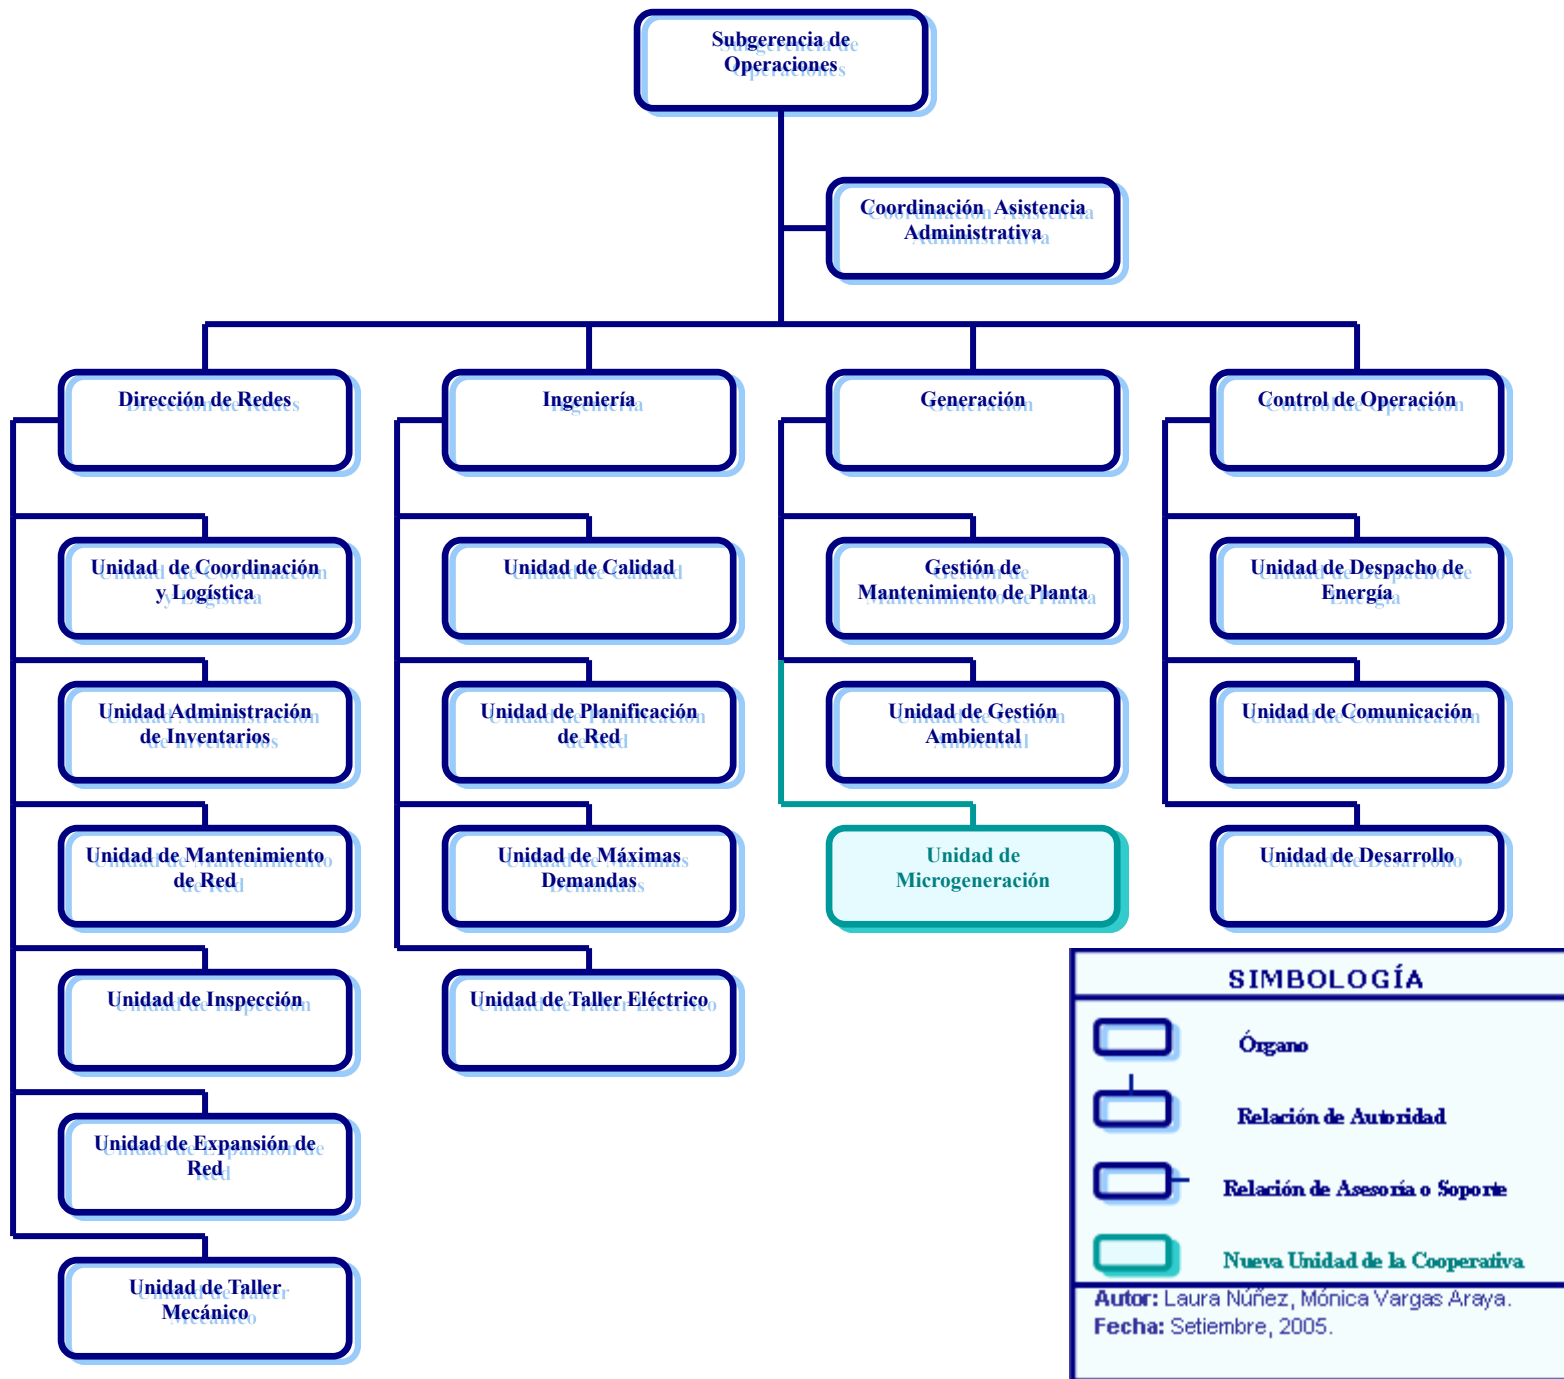 Subgerencia de
Operaciones
Coordinación Asistencia
Administrativa
Dirección de Redes
Ingeniería
Generación
Control de Operación
Unidad de Coordinación
y Logística
Unidad de Calidad
Gestión de
Mantenimiento de Planta
Unidad de Despacho de
Energía
Unidad Administración
de Inventarios
Unidad de Planificación
de Red
Unidad de Gestión
Ambiental
Unidad de Comunicación
Unidad de Mantenimiento
de Red
Unidad de Máximas
Demandas
Unidad de
Microgeneración
Unidad de Desarrollo
Unidad de Inspección
Unidad de Taller Eléctrico
Unidad de Expansión de
Red
Unidad de Taller
Mecánico
SIMBOLOGÍA
Órgano
Relación de Autoridad
Relación de Asesoría o Soporte
Nueva Unidad de la Cooperativa
Autor: Laura Núñez, Mónica Vargas Araya.
Fecha: Setiembre, 2005.